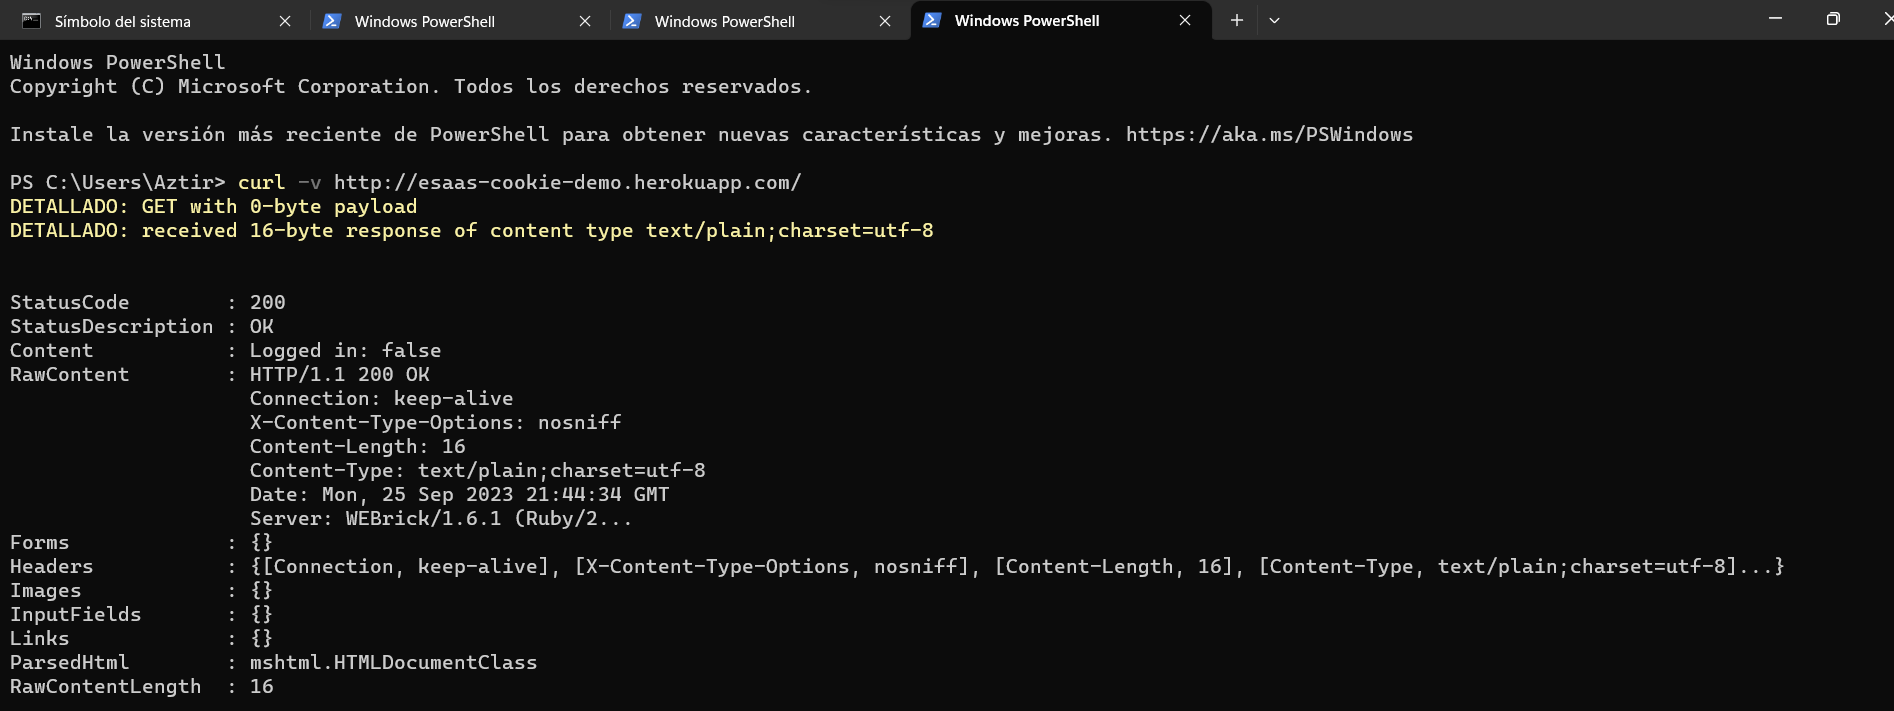 Símbolo del sistema
Windows PowerShell
Windows PowerShell
Windows PowerShell
Windows PowerShell
Copyright (C) Microsoft Corporation. Todos los derechos reservados.
Instale la versión más reciente de PowerShell para obtener nuevas características y mejoras. https://aka.ms/PSWindows
PS C:\Users\Aztir> curl -v http://esaas-cookie-demo.herokuapp.com/
DETALLADO: GET with 0-byte payload
DETALLADO: received 16-byte response of content type text/plain;charset=utf-8
StatusCode : 200
StatusDescription : OK
Content : Logged in: false
RawContent : HTTP/1.1 200 OK
Connection: keep-alive
X-Content-Type-Options: nosniff
Content-Length: 16
Content-Type: text/plain;charset=utf-8
Date: Mon, 25 Sep 2023 21:44:34 GMT
Server: WEBrick/1.6.1 (Ruby/2...
Forms : {}
Headers : {[Connection, keep-alive], [X-Content-Type-Options, nosniff], [Content-Length, 16], [Content-Type, text/plain;charset=utf-8]...}
Images : {}
InputFields : {}
Links : {}
ParsedHtml : mshtml.HTMLDocumentClass
RawContentLength : 16